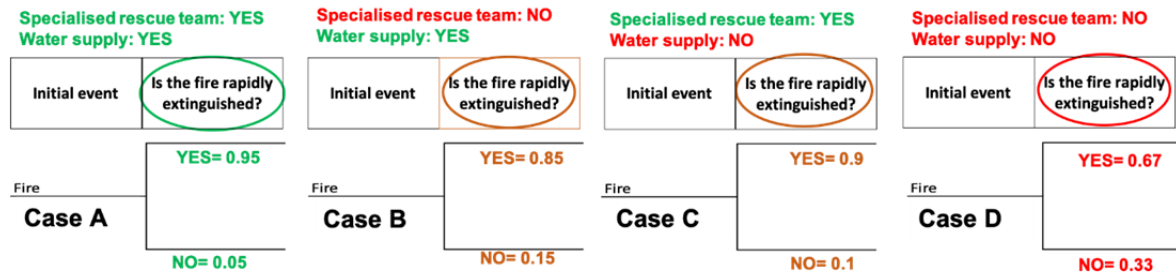 Specialised rescue team: YES
Water supply: YES
Initial event
Is the fire rapidly
extinguished?
YES= 0.95
Fire
Case A
NO= 0.05
Specialised rescue team: NO
Water supply: YES
Initial event
Is the fire rapidly
extinguished?
YES= 0.85
Fire
Case B
NO= 0.15
Specialised rescue team: YES
Water supply: NO
Initial event
Is the fire rapidly
extinguished?
YES= 0.9
Fire
Case C
NO= 0.1
Specialised rescue team: NO
Water supply: NO
Initial event
Is the fire rapidly
extinguished?
YES= 0.67
Fire
Case D
NO= 0.33